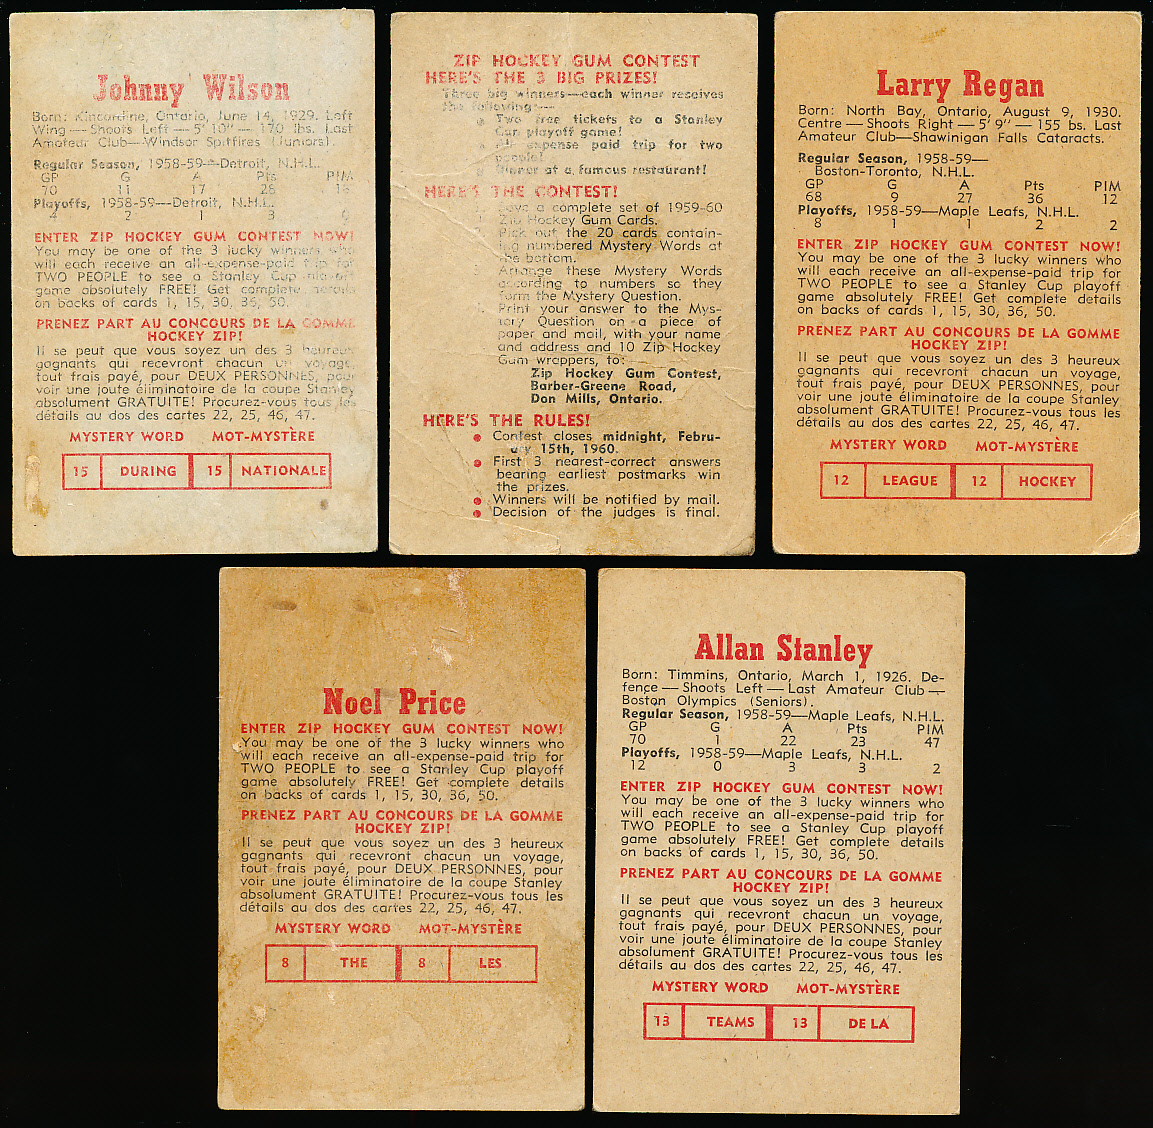 Johnny Wilson
Born: Kincardine, Ontario, June 14, 1929. Left
Wing — Shoots Left — 5' 10" — 170 lbs. Last
Amateur Club—Windsor Spitfires (Juniors).
Regular Season, 1958-59—Detroit, N.H.L.
GP G A Pts PIM
70 11 17 28
Playoffs, 1958-59—Detroit, N.H.L.
4 2 1 3 0
ENTER ZIP HOCKEY GUM CONTEST NOW!
You may be one of the 3 lucky winners who
will each receive an all-expense-paid trip for
TWO PEOPLE to see a Stanley Cup playoff
game absolutely FREE! Get complete details
on backs of cards 1, 15, 30, 36, 50.
PRENEZ PART AU CONCOURS DE LA GOMME
HOCKEY ZIP!
Il se peut que vous soyez un des 3 heureux
gagnants qui recevront chacun un voyage,
tout frais payé, pour DEUX PERSONNES, pour
voir une joute éliminatoire de la coupe Stanley
absolument GRATUITE! Procurez-vous tous les
détails au dos des cartes 22, 25, 46, 47.
MYSTERY WORD MOT-MYSTÈRE
15 DURING 15 NATIONALE
ZIP HOCKEY GUM CONTEST
HERE'S THE 3 BIG PRIZES!
Three big winners—each winner receives
the following:—
Two free tickets to a Stanley
Cup playoff game!
All expense paid trip for two
people!
Dinner at a famous restaurant!
HERE'S THE CONTEST!
Save a complete set of 1959-60
Zip Hockey Gum Cards.
Pick out the 20 cards contain-
ing numbered Mystery Words at
the bottom.
Arrange these Mystery Words
according to numbers so they
form the Mystery Question.
Print your answer to the Mys-
tery Question on a piece of
paper and mail, with your name
and address and 10 Zip Hockey
Gum wrappers, to:
Zip Hockey Gum Contest,
Barber-Greene Road,
Don Mills, Ontario.
HERE'S THE RULES!
● Contest closes midnight, Febru-
ary 15th, 1960.
● First 3 nearest-correct answers
bearing earliest postmarks win
the prizes.
● Winners will be notified by mail.
● Decision of the judges is final.
Larry Regan
Born: North Bay, Ontario, August 9, 1930.
Centre — Shoots Right — 5' 9" — 155 bs. Last
Amateur Club—Shawinigan Falls Cataracts.
Regular Season, 1958-59—
Boston-Toronto, N.H.L.
GP G A Pts PIM
68 9 27 36 12
Playoffs, 1958-59—Maple Leafs, N.H.L.
8 1 1 2 2
ENTER ZIP HOCKEY GUM CONTEST NOW!
You may be one of the 3 lucky winners who
will each receive an all-expense-paid trip for
TWO PEOPLE to see a Stanley Cup playoff
game absolutely FREE! Get complete details
on backs of cards 1, 15, 30, 36, 50.
PRENEZ PART AU CONCOURS DE LA GOMME
HOCKEY ZIP!
Il se peut que vous soyez un des 3 heureux
gagnants qui recevront chacun un voyage,
tout frais payé, pour DEUX PERSONNES, pour
voir une joute éliminatoire de la coupe Stanley
absolument GRATUITE! Procurez-vous tous les
détails au dos des cartes 22, 25, 46, 47.
MYSTERY WORD MOT-MYSTÈRE
12 LEAGUE 12 HOCKEY
Noel Price
ENTER ZIP HOCKEY GUM CONTEST NOW!
You may be one of the 3 lucky winners who
will each receive an all-expense-paid trip for
TWO PEOPLE to see a Stanley Cup playoff
game absolutely FREE! Get complete details
on backs of cards 1, 15, 30, 36, 50.
PRENEZ PART AU CONCOURS DE LA GOMME
HOCKEY ZIP!
Il se peut que vous soyez un des 3 heureux
gagnants qui recevront chacun un voyage,
tout frais payé, pour DEUX PERSONNES, pour
voir une joute éliminatoire de la coupe Stanley
absolument GRATUITE! Procurez-vous tous les
détails au dos des cartes 22, 25, 46, 47.
MYSTERY WORD MOT-MYSTÈRE
8 THE 8 LES
Allan Stanley
Born: Timmins, Ontario, March 1, 1926. De-
fence — Shoots Left — Last Amateur Club —
Boston Olympics (Seniors).
Regular Season, 1958-59—Maple Leafs, N.H.L.
GP G A Pts PIM
70 1 22 23 47
Playoffs, 1958-59—Maple Leafs, N.H.L.
12 0 3 3 2
ENTER ZIP HOCKEY GUM CONTEST NOW!
You may be one of the 3 lucky winners who
will each receive an all-expense-paid trip for
TWO PEOPLE to see a Stanley Cup playoff
game absolutely FREE! Get complete details
on backs of cards 1, 15, 30, 36, 50.
PRENEZ PART AU CONCOURS DE LA GOMME
HOCKEY ZIP!
Il se peut que vous soyez un des 3 heureux
gagnants qui recevront chacun un voyage,
tout frais payé, pour DEUX PERSONNES, pour
voir une joute éliminatoire de la coupe Stanley
absolument GRATUITE! Procurez-vous tous les
détails au dos des cartes 22, 25, 46, 47.
MYSTERY WORD MOT-MYSTÈRE
13 TEAMS 13 DE LA